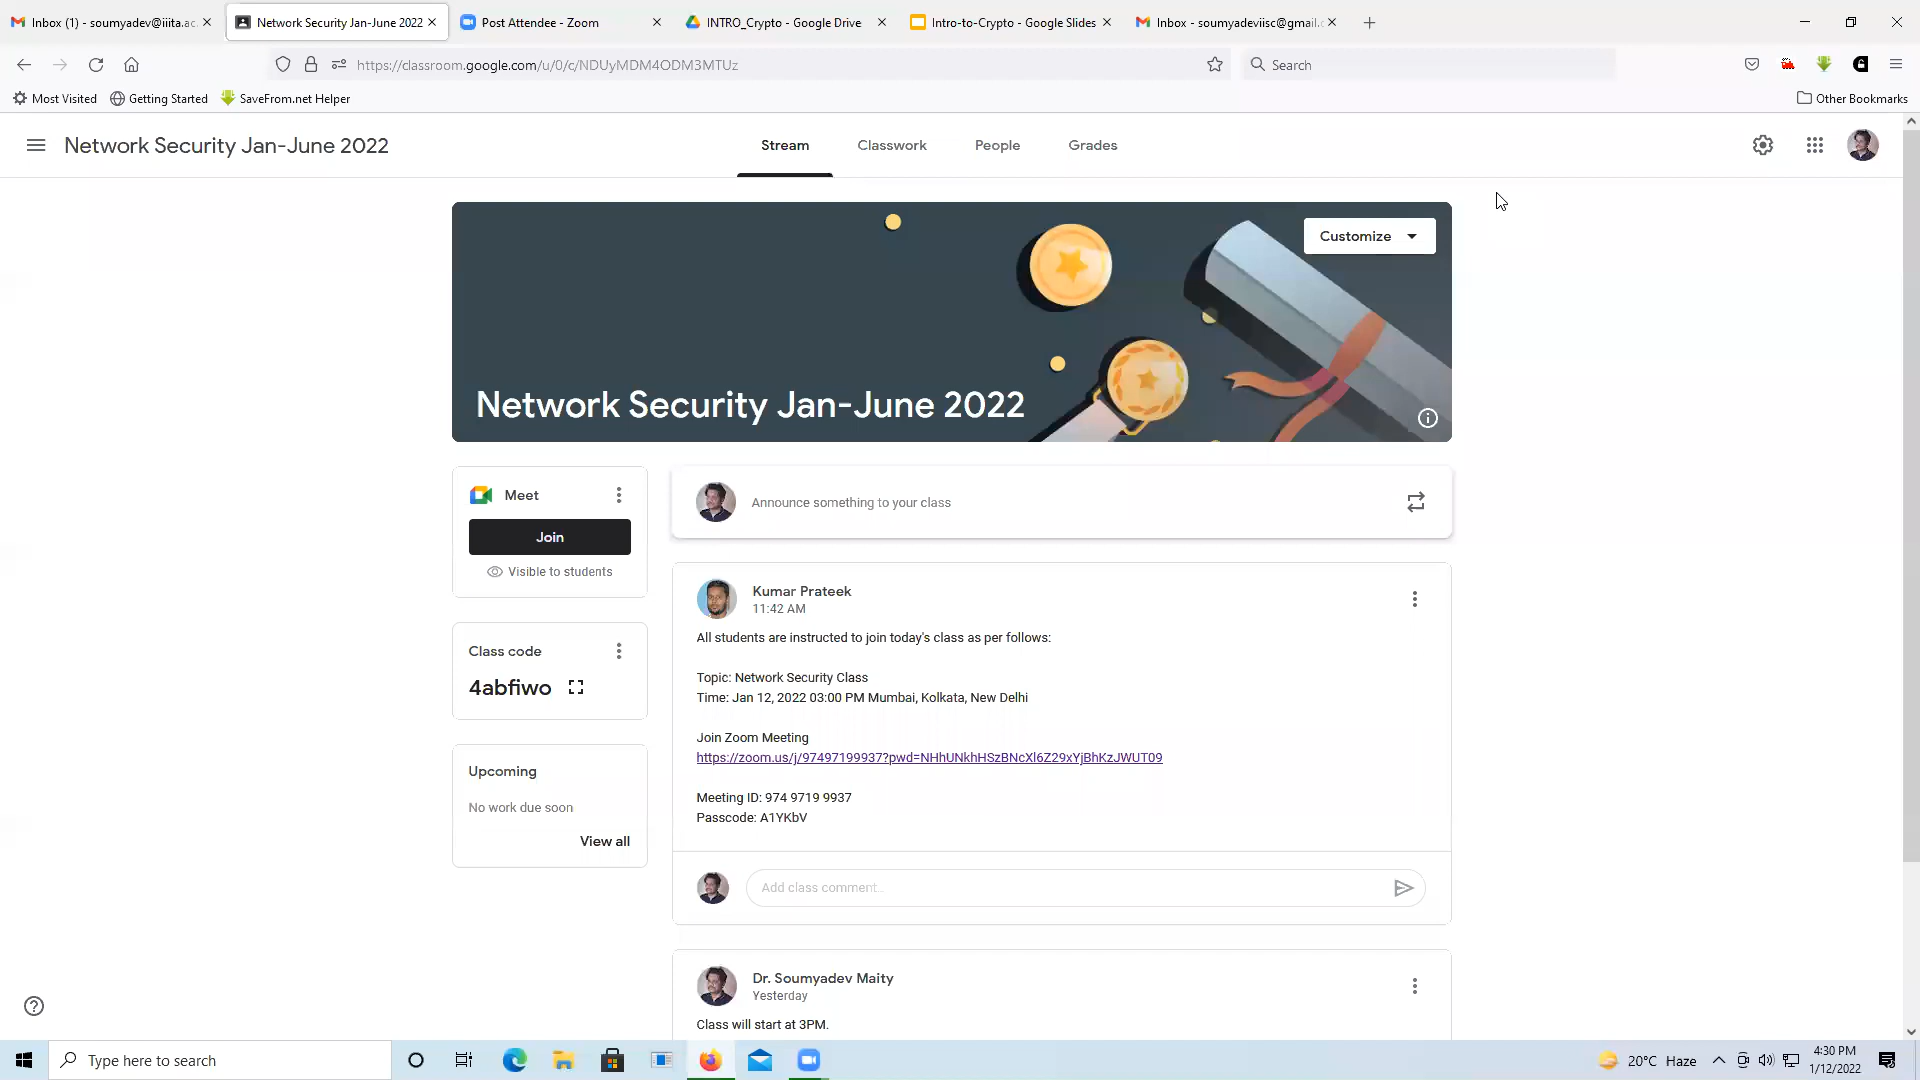 Inbox (1) - soumyadev@iiita.ac.
Network Security Jan-June 2022
Post Attendee - Zoom
INTRO_Crypto - Google Drive
Intro-to-Crypto - Google Slides
Inbox - soumyadeviisc@gmail.c
https://classroom.google.com/u/0/c/NDUyMDM4ODM3MTUz
Search
Most Visited
Getting Started
SaveFrom.net Helper
Other Bookmarks
Network Security Jan-June 2022
Stream
Classwork
People
Grades
Customize
Network Security Jan-June 2022
Meet
Join
Visible to students
Class code
4abfiwo
Upcoming
No work due soon
View all
Announce something to your class
Kumar Prateek
11:42 AM
All students are instructed to join today's class as per follows:
Topic: Network Security Class
Time: Jan 12, 2022 03:00 PM Mumbai, Kolkata, New Delhi
Join Zoom Meeting
https://zoom.us/j/97497199937?pwd=NHhUNkhHSzBNcXl6Z29xYjBhKzJWUT09
Meeting ID: 974 9719 9937
Passcode: A1YKbV
Add class comment...
Dr. Soumyadev Maity
Yesterday
Class will start at 3PM.
Type here to search
20°C Haze
4:30 PM
1/12/2022